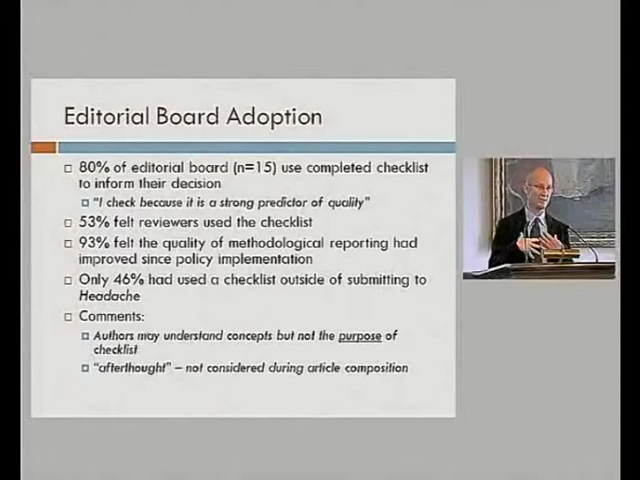 Editorial Board Adoption
80% of editorial board (n=15) use completed checklist
to inform their decision
"I check because it is a strong predictor of quality"
53% felt reviewers used the checklist
93% felt the quality of methodological reporting had
improved since policy implementation
Only 46% had used a checklist outside of submitting to
Headache
Comments:
Authors may understand concepts but not the purpose of
checklist
"afterthought" – not considered during article composition